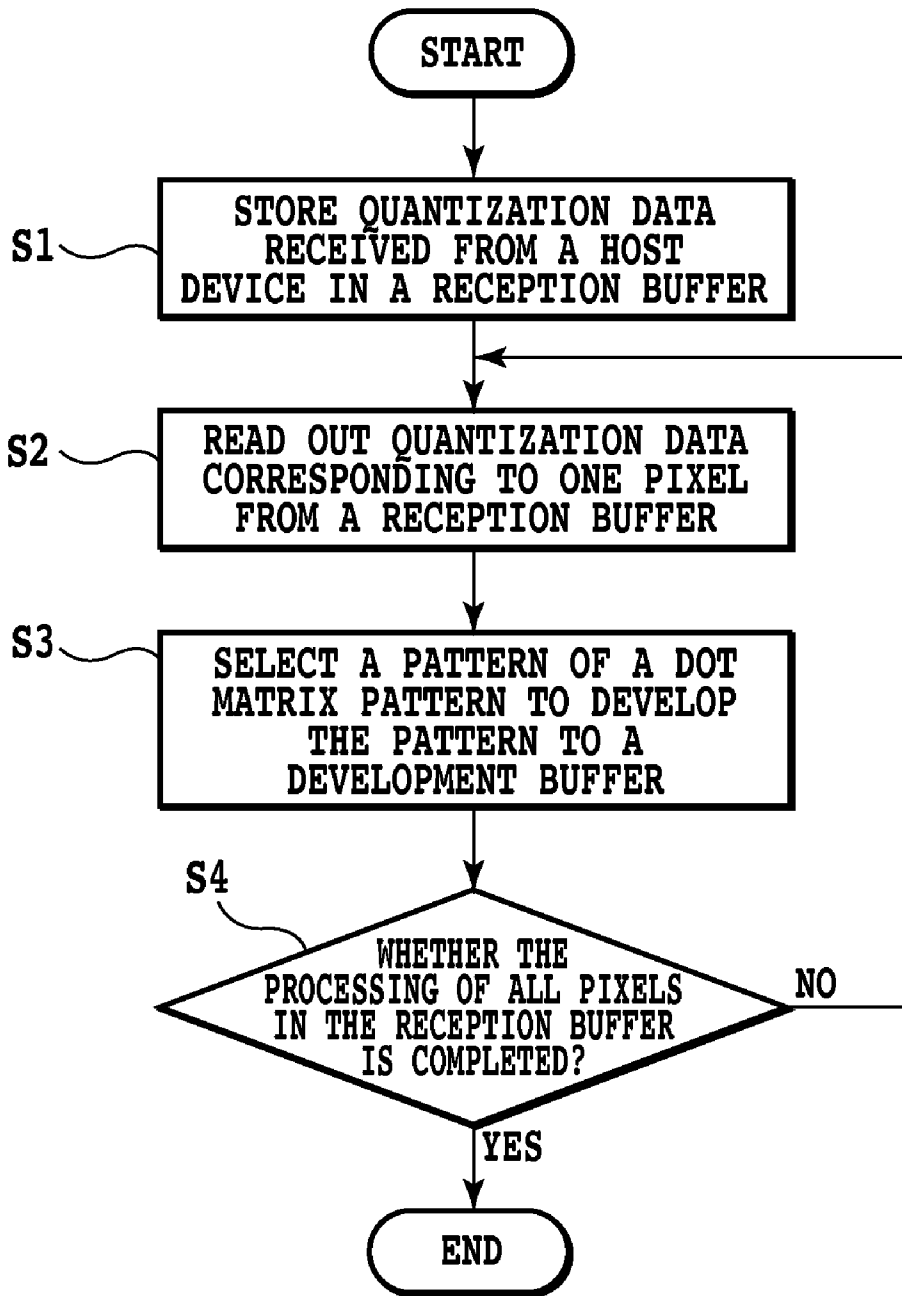 START
S1
STORE QUANTIZATION DATA
RECEIVED FROM A HOST
DEVICE IN A RECEPTION BUFFER
S2
READ OUT QUANTIZATION DATA
CORRESPONDING TO ONE PIXEL
FROM A RECEPTION BUFFER
S3
SELECT A PATTERN OF A DOT
MATRIX PATTERN TO DEVELOP
THE PATTERN TO A
DEVELOPMENT BUFFER
S4
WHETHER THE
PROCESSING OF ALL PIXELS
IN THE RECEPTION BUFFER
IS COMPLETED?
NO
YES
END